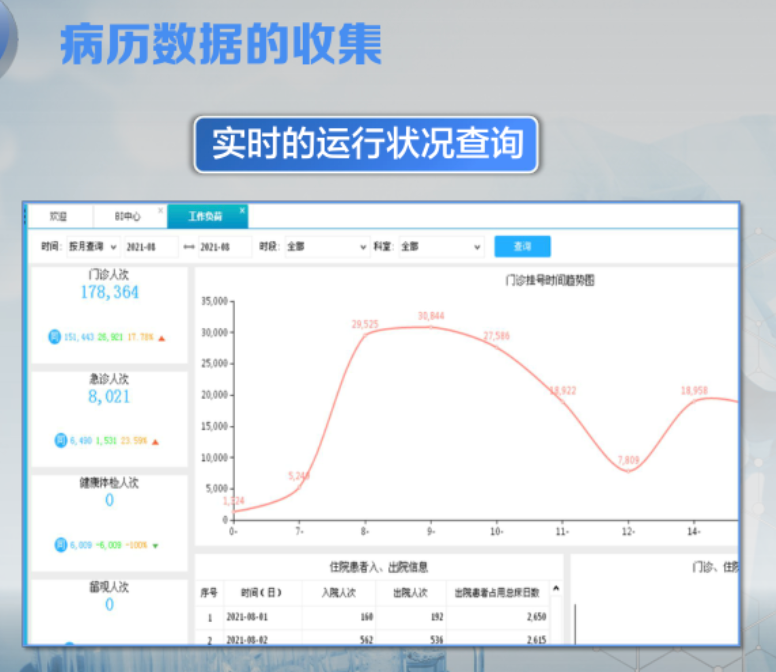 病历数据的收集
实时的运行状况查询
欢迎 BI中心 × 工作负荷 ×
时间: 按月查询 2021-08 2021-08 时段: 全部 科室: 全部 查询
门诊人次
178,364
同 151,443 26,921 17.78%
急诊人次
8,021
同 6,490 1,531 23.59%
健康体检人次
0
同 6,009 -6,009 -100%
留观人次
0
门诊挂号时间趋势图
35,000
30,000
25,000
20,000
15,000
10,000
5,000
0
29,525 30,844 27,586 18,922 7,809 18,958
0- 7- 8- 9- 10- 11- 12- 14-
住院患者入、出院信息
序号 时间(日) 入院人次 出院人次 出院患者占用总床日数
1 2021-08-01 160 192 2,650
2 2021-08-02 562 536 2,615
门诊、住院